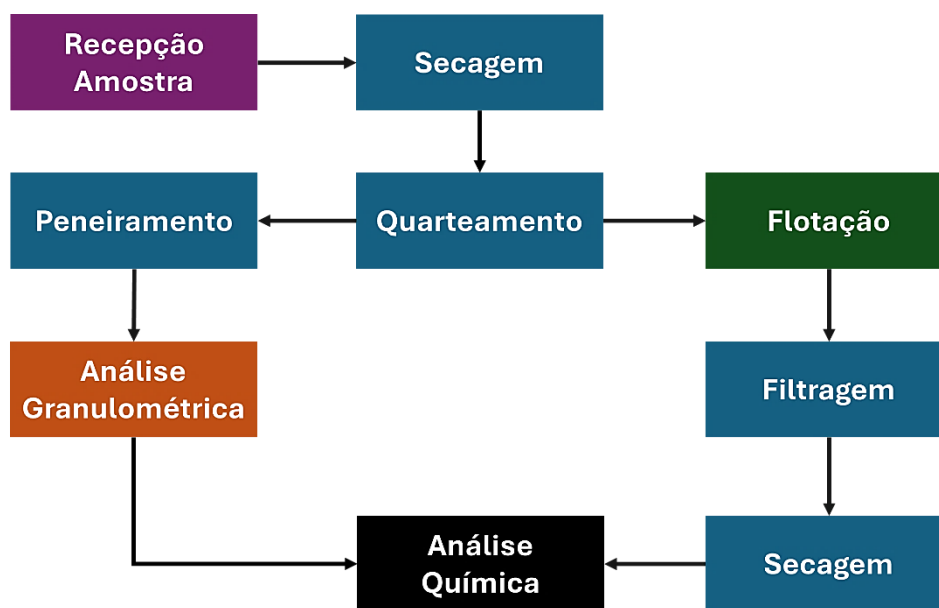 Recepção
Amostra
Secagem
Peneiramento
Quarteamento
Flotação
Análise
Granulométrica
Filtragem
Análise
Química
Secagem